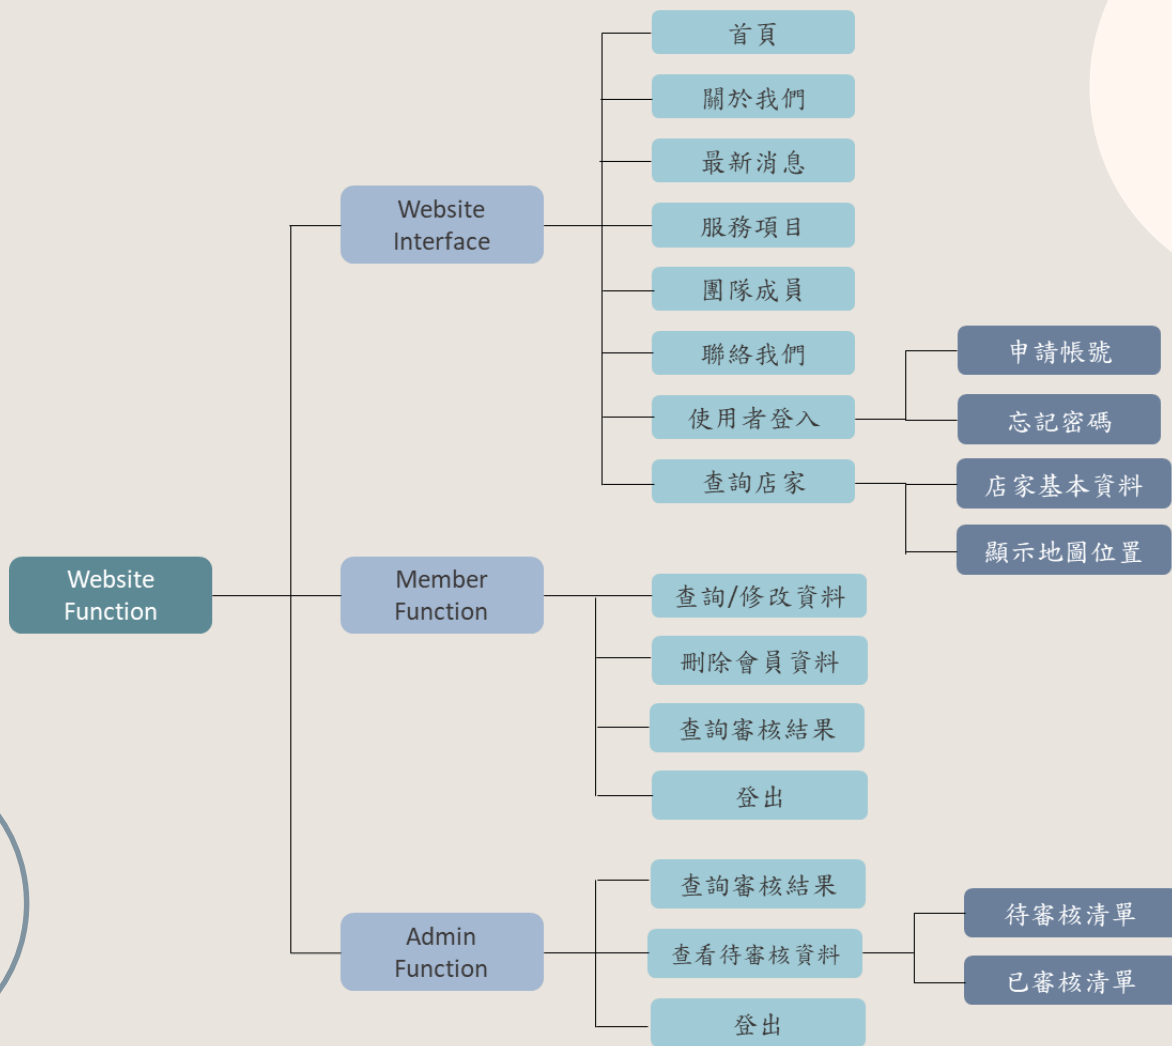 Website
Function
Website
Interface
首頁
關於我們
最新消息
服務項目
團隊成員
聯絡我們
使用者登入
申請帳號
忘記密碼
查詢店家
店家基本資料
顯示地圖位置
Member
Function
查詢/修改資料
刪除會員資料
查詢審核結果
登出
Admin
Function
查詢審核結果
查看待審核資料
待審核清單
已審核清單
登出